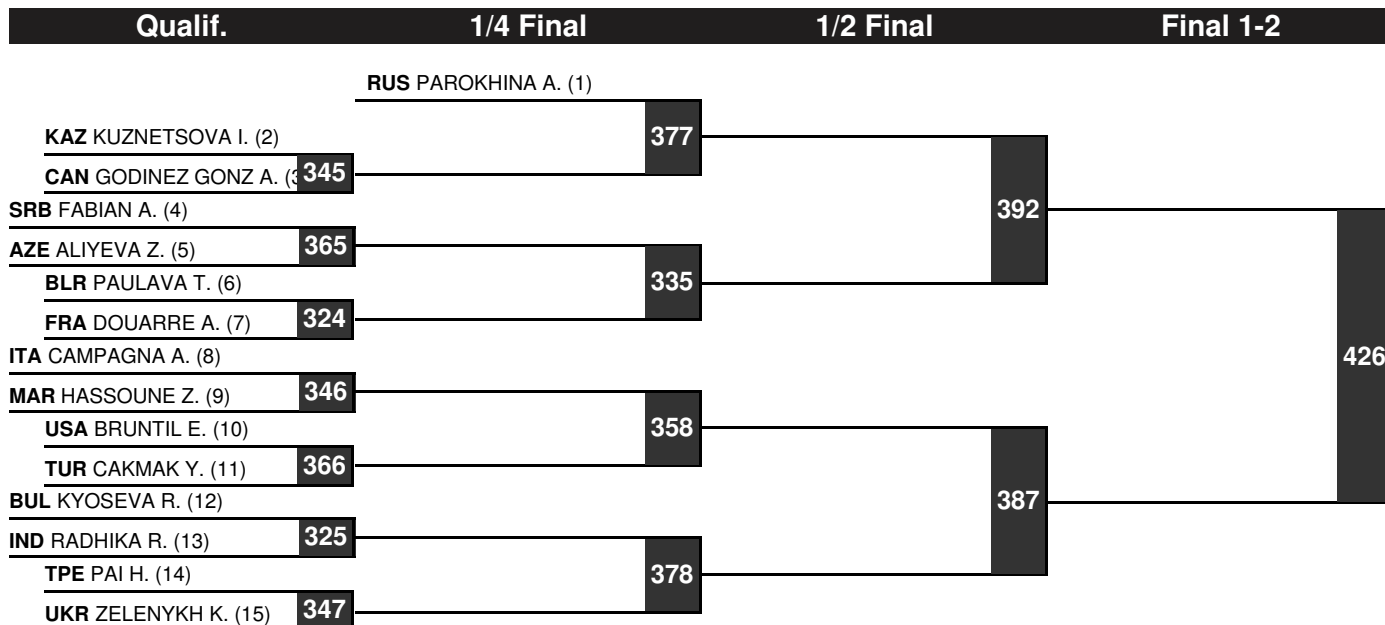 Qualif. 1/4 Final 1/2 Final Final 1-2
RUS PAROKHINA A. (1)
KAZ KUZNETSOVA I. (2)
377
CAN GODINEZ GONZ A. (3
345
SRB FABIAN A. (4)
392
AZE ALIYEVA Z. (5)
365
BLR PAULAVA T. (6)
335
FRA DOUARRE A. (7)
324
ITA CAMPAGNA A. (8)
426
MAR HASSOUNE Z. (9)
346
USA BRUNTIL E. (10)
358
TUR CAKMAK Y. (11)
366
BUL KYOSEVA R. (12)
387
IND RADHIKA R. (13)
325
TPE PAI H. (14)
378
UKR ZELENYKH K. (15)
347